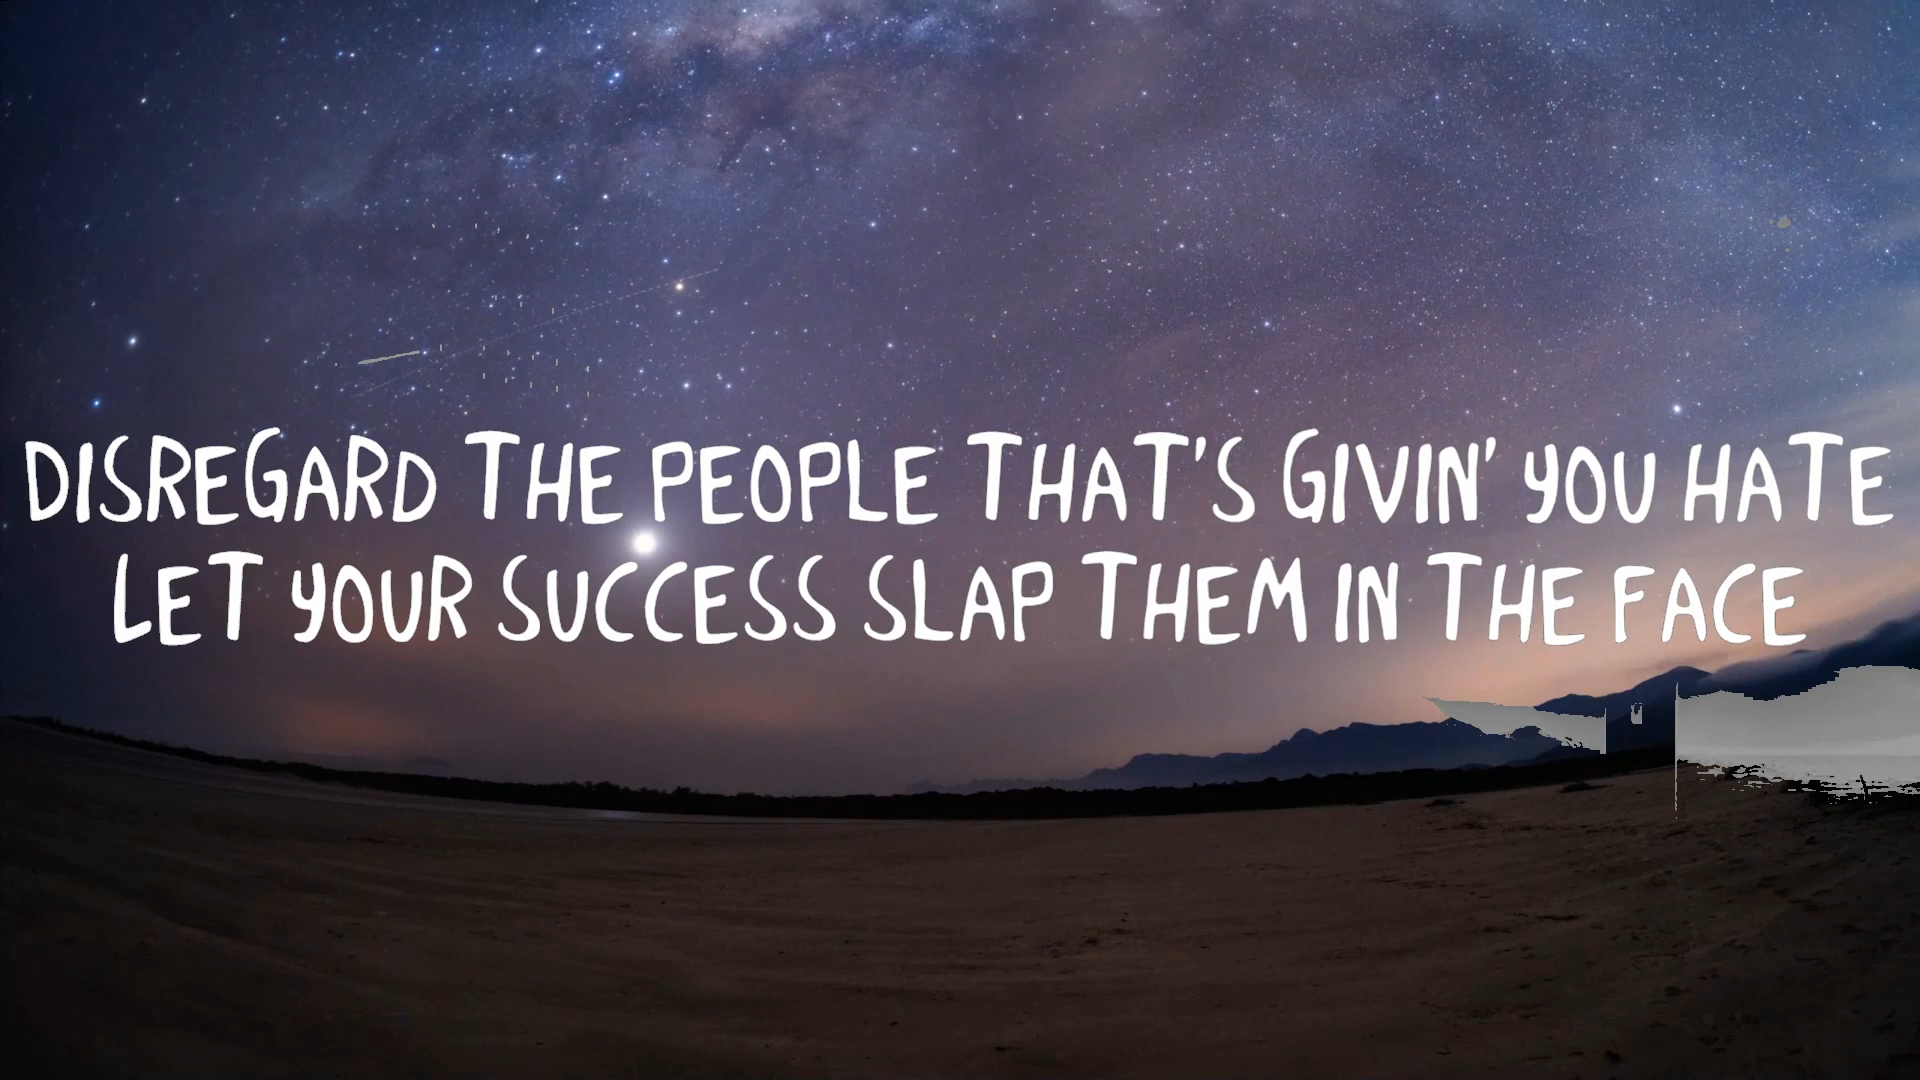 DISREGARD THE PEOPLE THAT'S GIVIN' YOU HATE
LET YOUR SUCCESS SLAP THEM IN THE FACE